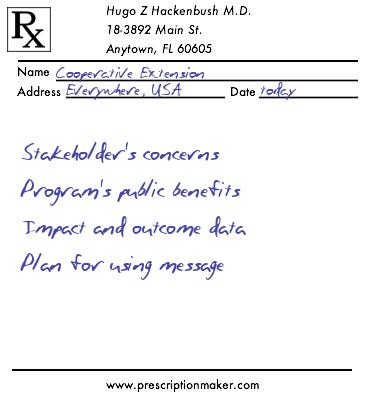 Rx
Hugo Z Hackenbush M.D.
18-3892 Main St.
Anytown, FL 60605
Name Cooperative Extension
Address Everywhere, USA Date today
Stakeholder's concerns
Program's public benefits
Impact and outcome data
Plan for using message
www.prescriptionmaker.com